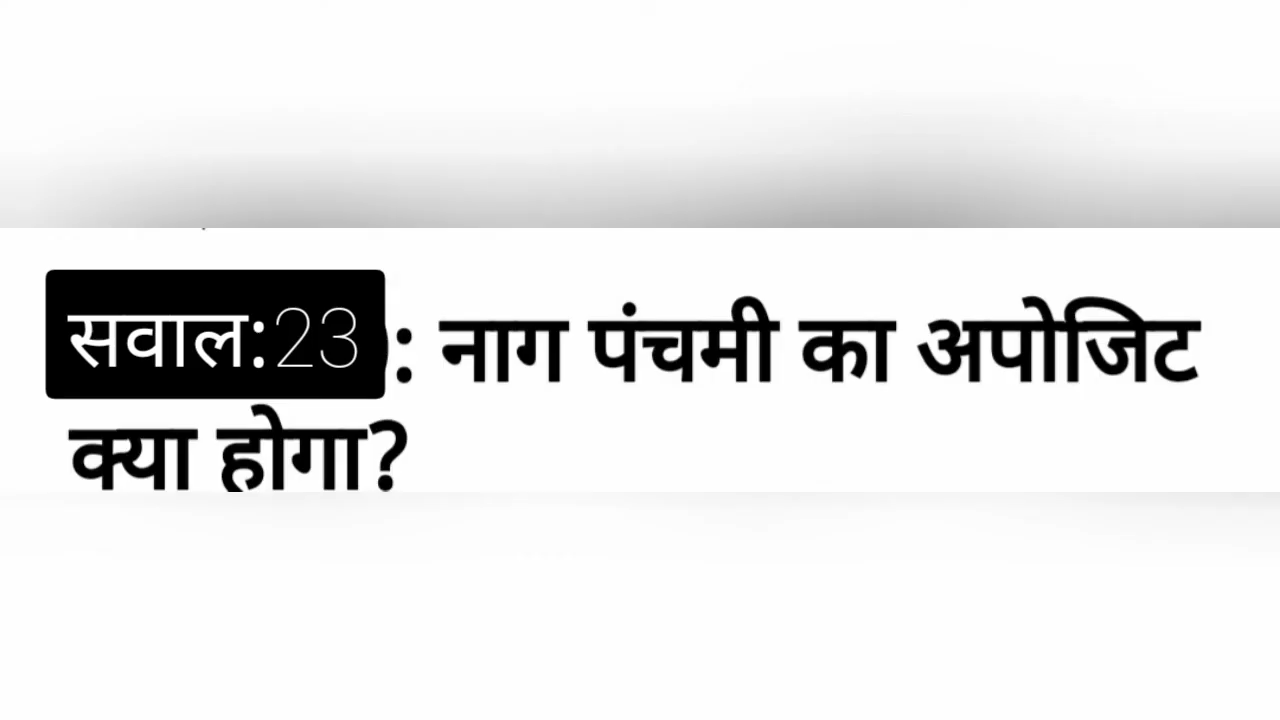 सवाल:23 : नाग पंचमी का अपोजिट
क्या होगा?